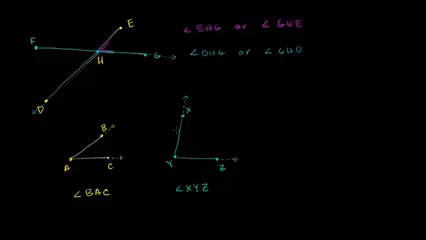 E
∠ EHG or ∠ GHE
F
∠ DHG or ∠ GHD
H
G
D
X
B
A
C
Y
Z
∠ BAC
∠ XYZ